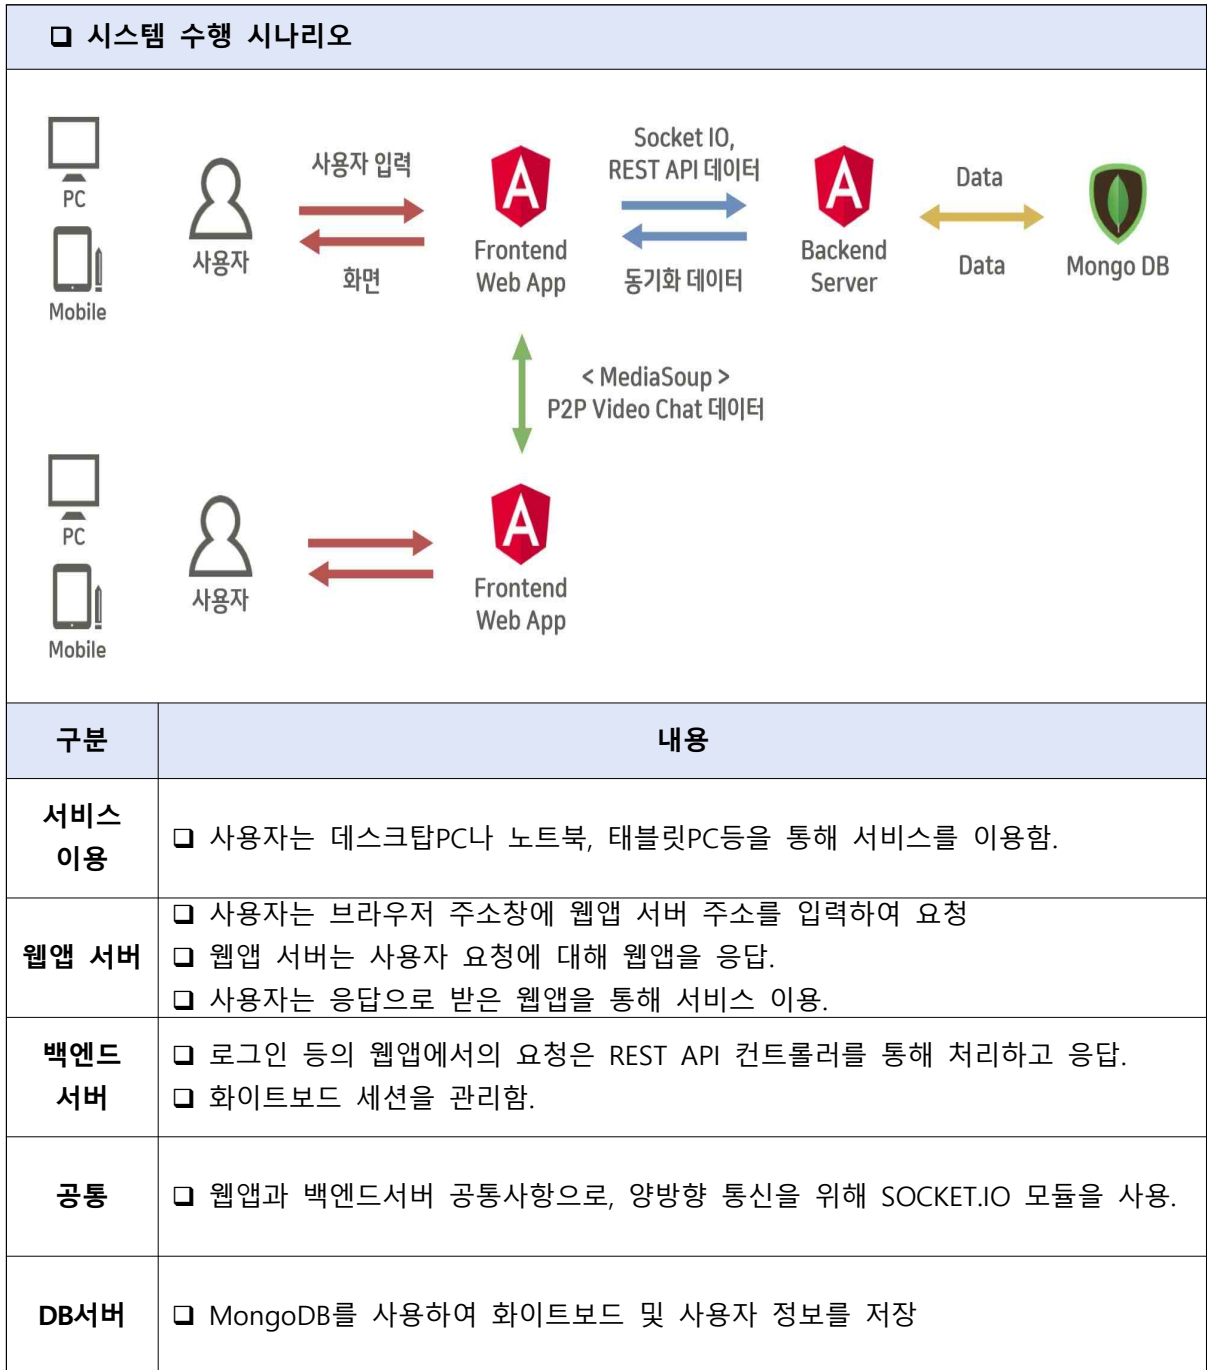 ❑ 시스템 수행 시나리오
PC
Mobile
사용자
사용자 입력
화면
A
Frontend
Web App
Socket IO,
REST API 데이터
동기화 데이터
A
Backend
Server
Data
Data
Mongo DB
< MediaSoup >
P2P Video Chat 데이터
PC
Mobile
사용자
A
Frontend
Web App
구분
내용
서비스
이용
❑ 사용자는 데스크탑PC나 노트북, 태블릿PC등을 통해 서비스를 이용함.
웹앱 서버
❑ 사용자는 브라우저 주소창에 웹앱 서버 주소를 입력하여 요청
❑ 웹앱 서버는 사용자 요청에 대해 웹앱을 응답.
❑ 사용자는 응답으로 받은 웹앱을 통해 서비스 이용.
백엔드
서버
❑ 로그인 등의 웹앱에서의 요청은 REST API 컨트롤러를 통해 처리하고 응답.
❑ 화이트보드 세션을 관리함.
공통
❑ 웹앱과 백엔드서버 공통사항으로, 양방향 통신을 위해 SOCKET.IO 모듈을 사용.
DB서버
❑ MongoDB를 사용하여 화이트보드 및 사용자 정보를 저장